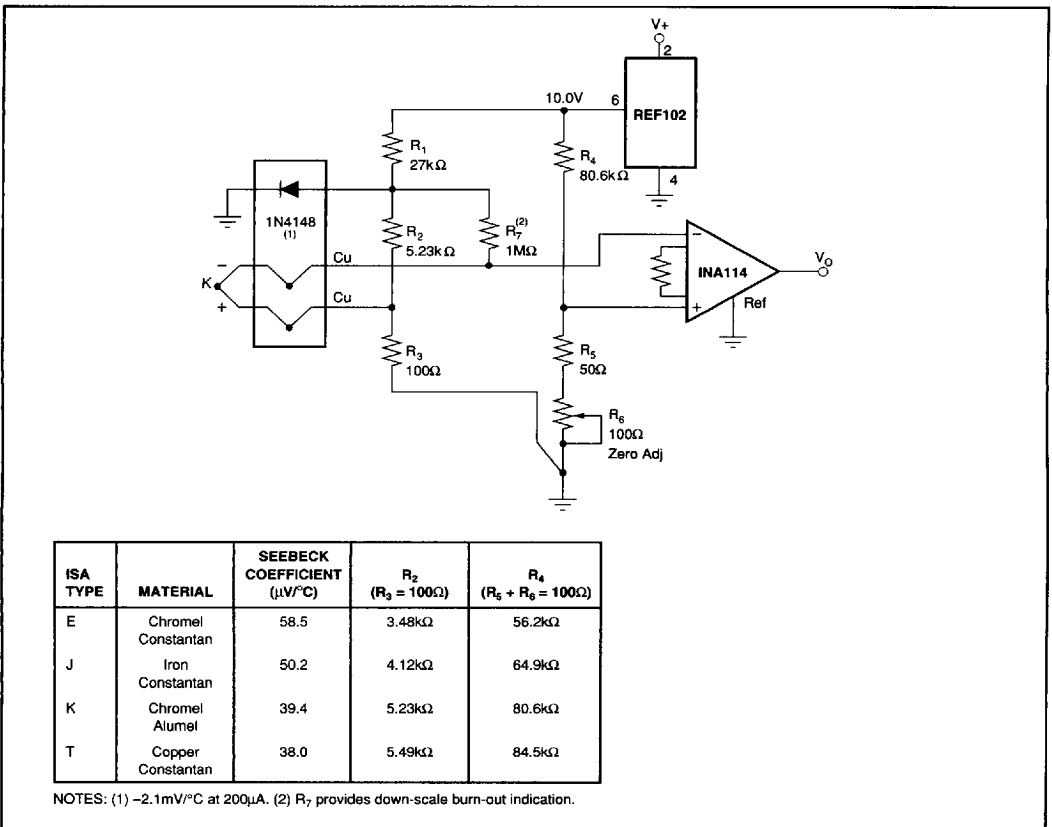 V+
2
10.0V
6
REF102
4
R1
27kΩ
R4
80.6kΩ
1N4148
(1)
R2
5.23kΩ
R7(2)
1MΩ
Cu
−
K
Cu
+
−
INA114
VO
+
Ref
R3
100Ω
R5
50Ω
R6
100Ω
Zero Adj
ISA TYPE MATERIAL SEEBECK COEFFICIENT (µV/°C) R2 (R3 = 100Ω) R4 (R5 + R6 = 100Ω)
E Chromel Constantan 58.5 3.48kΩ 56.2kΩ
J Iron Constantan 50.2 4.12kΩ 64.9kΩ
K Chromel Alumel 39.4 5.23kΩ 80.6kΩ
T Copper Constantan 38.0 5.49kΩ 84.5kΩ
NOTES: (1) −2.1mV/°C at 200µA. (2) R7 provides down-scale burn-out indication.